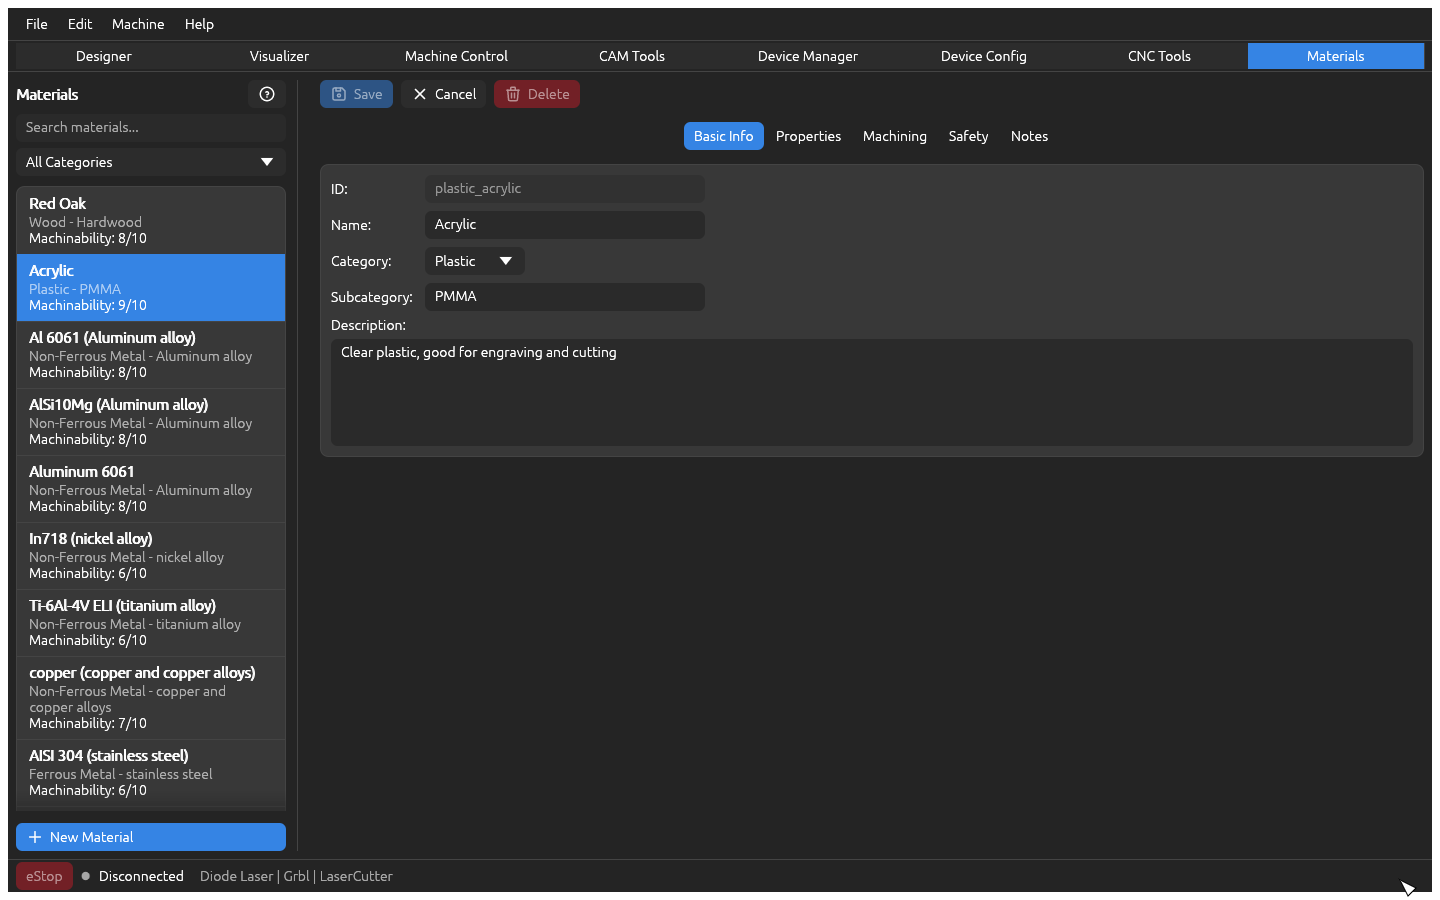 File Edit Machine Help
Designer Visualizer Machine Control CAM Tools Device Manager Device Config CNC Tools Materials
Materials
Search materials...
All Categories
Red Oak
Wood - Hardwood
Machinability: 8/10
Acrylic
Plastic - PMMA
Machinability: 9/10
Al 6061 (Aluminum alloy)
Non-Ferrous Metal - Aluminum alloy
Machinability: 8/10
AlSi10Mg (Aluminum alloy)
Non-Ferrous Metal - Aluminum alloy
Machinability: 8/10
Aluminum 6061
Non-Ferrous Metal - Aluminum alloy
Machinability: 8/10
In718 (nickel alloy)
Non-Ferrous Metal - nickel alloy
Machinability: 6/10
Ti-6Al-4V ELI (titanium alloy)
Non-Ferrous Metal - titanium alloy
Machinability: 6/10
copper (copper and copper alloys)
Non-Ferrous Metal - copper and
copper alloys
Machinability: 7/10
AISI 304 (stainless steel)
Ferrous Metal - stainless steel
Machinability: 6/10
New Material
Save Cancel Delete
Basic Info Properties Machining Safety Notes
ID: plastic_acrylic
Name: Acrylic
Category: Plastic
Subcategory: PMMA
Description:
Clear plastic, good for engraving and cutting
eStop Disconnected Diode Laser | Grbl | LaserCutter